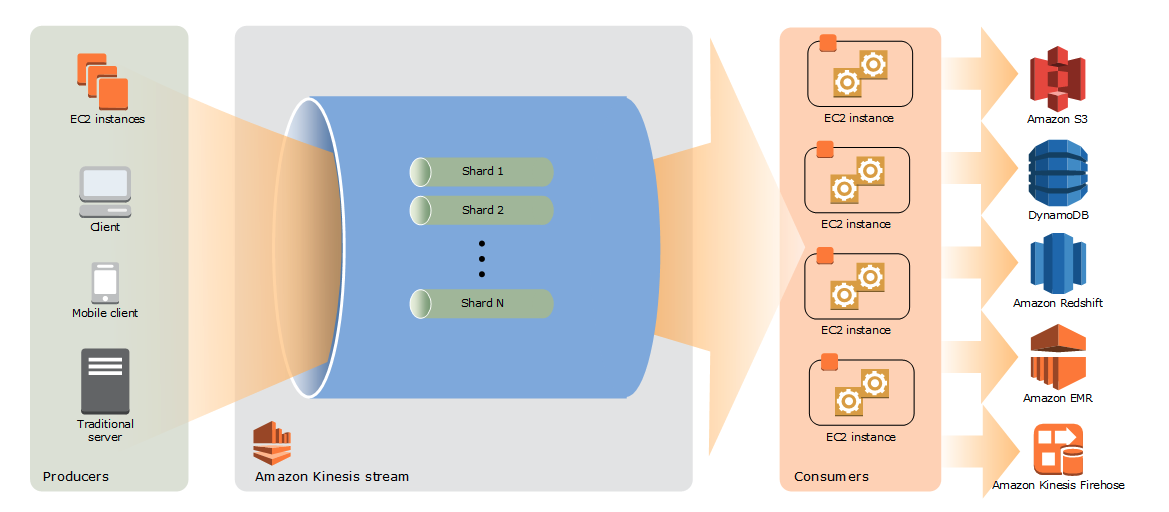 EC2 instances
Client
Mobile client
Traditional
server
Producers
Shard 1
Shard 2
Shard N
Amazon Kinesis stream
EC2 instance
EC2 instance
EC2 instance
EC2 instance
Consumers
Amazon S3
DynamoDB
Amazon Redshift
Amazon EMR
Amazon Kinesis Firehose